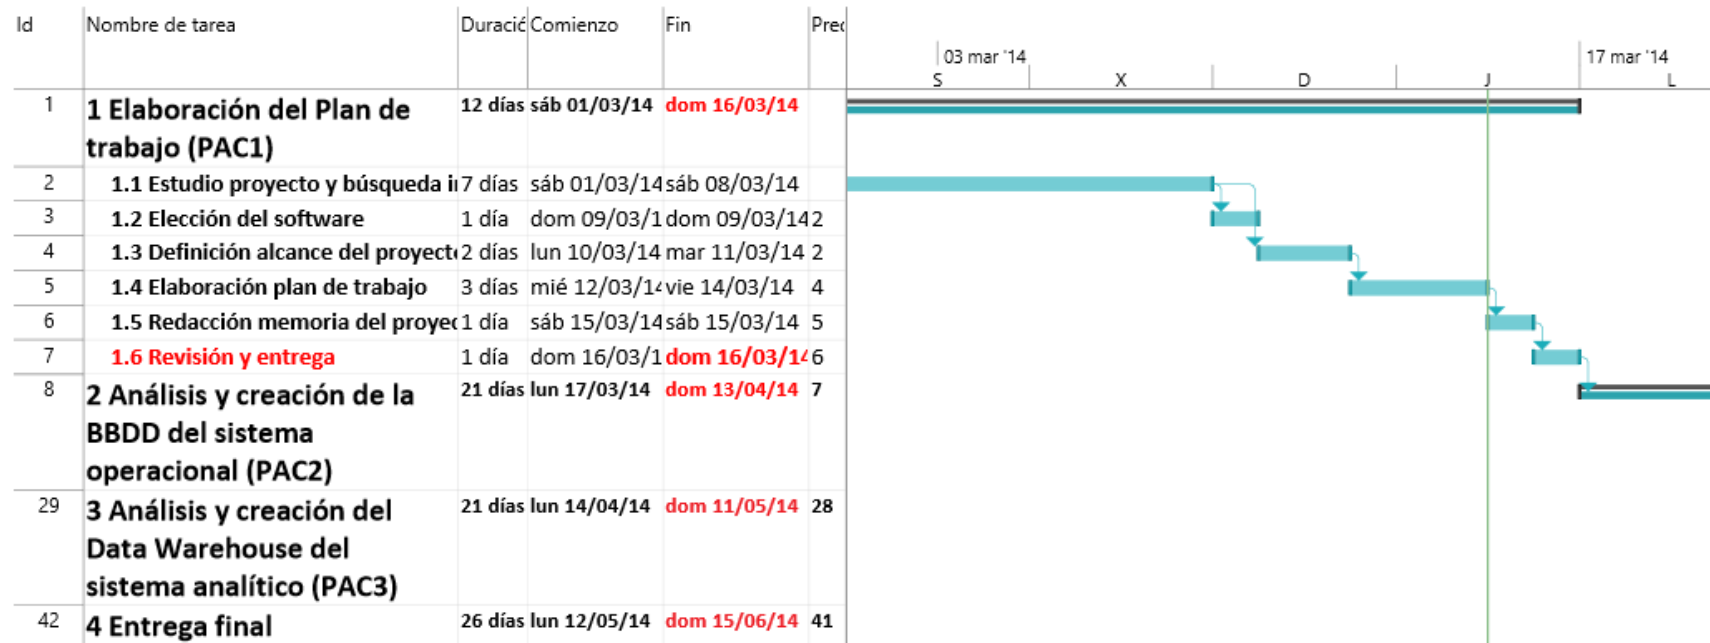 Id Nombre de tarea Duració Comienzo Fin Pred
03 mar '14 17 mar '14
S X D J L
1 1 Elaboración del Plan de trabajo (PAC1) 12 días sáb 01/03/14 dom 16/03/14
2 1.1 Estudio proyecto y búsqueda i 7 días sáb 01/03/14 sáb 08/03/14
3 1.2 Elección del software 1 día dom 09/03/1 dom 09/03/14 2
4 1.3 Definición alcance del proyecto 2 días lun 10/03/14 mar 11/03/14 2
5 1.4 Elaboración plan de trabajo 3 días mié 12/03/14 vie 14/03/14 4
6 1.5 Redacción memoria del proyec 1 día sáb 15/03/14 sáb 15/03/14 5
7 1.6 Revisión y entrega 1 día dom 16/03/1 dom 16/03/14 6
8 2 Análisis y creación de la BBDD del sistema operacional (PAC2) 21 días lun 17/03/14 dom 13/04/14 7
29 3 Análisis y creación del Data Warehouse del sistema analítico (PAC3) 21 días lun 14/04/14 dom 11/05/14 28
42 4 Entrega final 26 días lun 12/05/14 dom 15/06/14 41